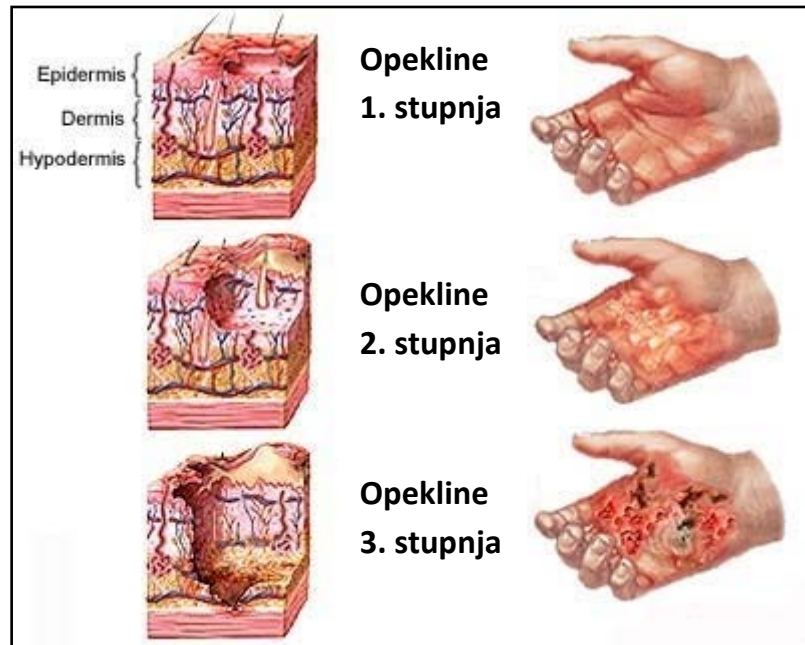 Epidermis
Dermis
Hypodermis
Opekline
1. stupnja
Opekline
2. stupnja
Opekline
3. stupnja